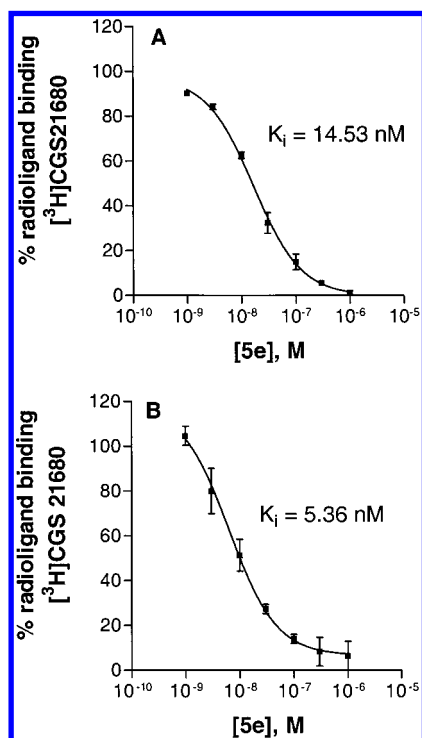 A
% radioligand binding
[³H]CGS21680
120
100
80
60
40
20
0
Kᵢ = 14.53 nM
10⁻¹⁰ 10⁻⁹ 10⁻⁸ 10⁻⁷ 10⁻⁶ 10⁻⁵
[5e], M
B
% radioligand binding
[³H]CGS 21680
120
100
80
60
40
20
0
Kᵢ = 5.36 nM
10⁻¹⁰ 10⁻⁹ 10⁻⁸ 10⁻⁷ 10⁻⁶ 10⁻⁵
[5e], M